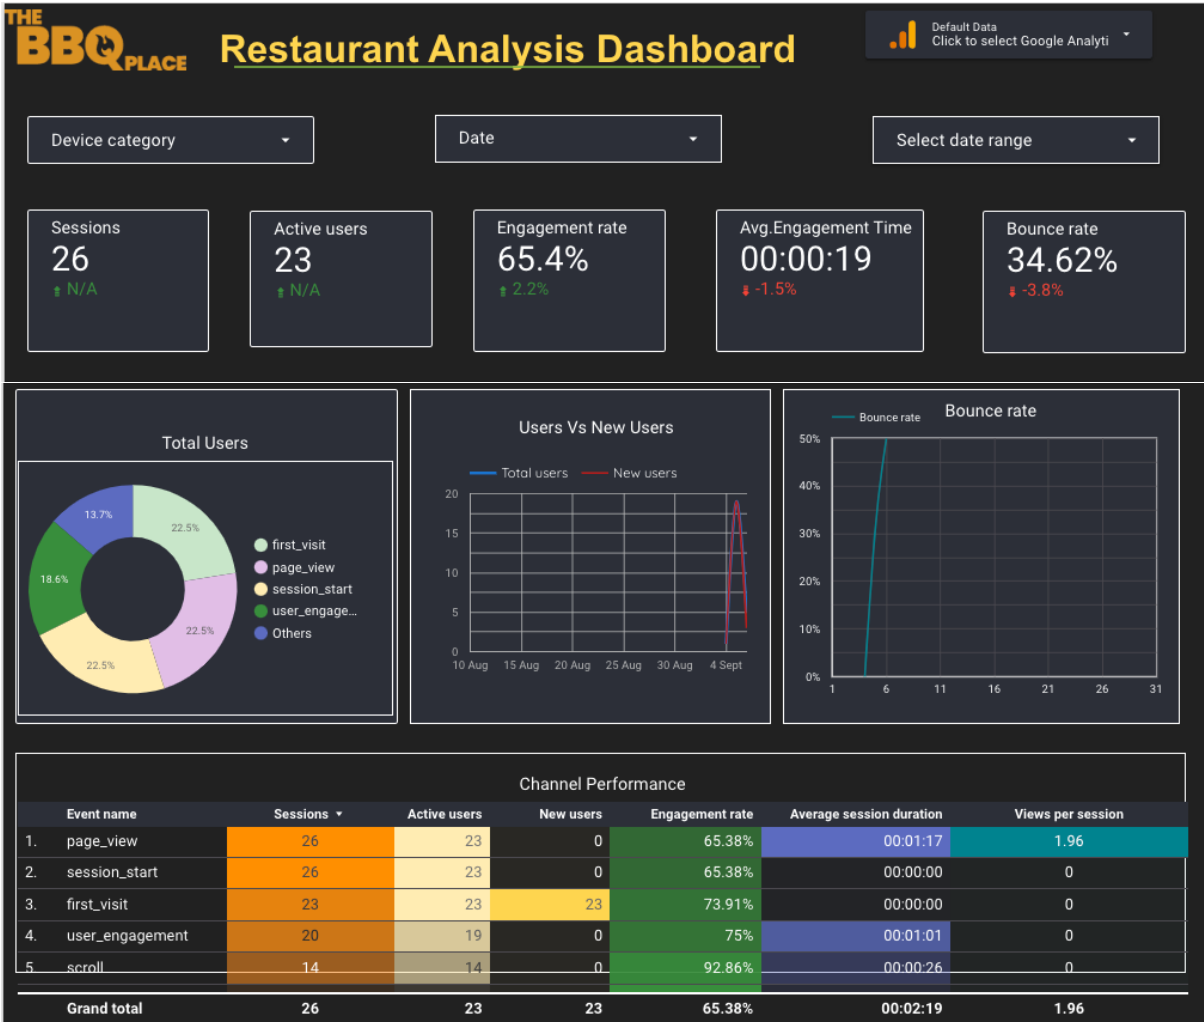 THE
BBQ PLACE
Restaurant Analysis Dashboard
Default Data
Click to select Google Analyti
Device category
Date
Select date range
Sessions
26
N/A
Active users
23
N/A
Engagement rate
65.4%
2.2%
Avg.Engagement Time
00:00:19
-1.5%
Bounce rate
34.62%
-3.8%
Total Users
13.7%
22.5%
18.6%
22.5%
22.5%
first_visit
page_view
session_start
user_engage...
Others
Users Vs New Users
Total users New users
20
15
10
5
0
10 Aug 15 Aug 20 Aug 25 Aug 30 Aug 4 Sept
Bounce rate
Bounce rate
50%
40%
30%
20%
10%
0%
1 6 11 16 21 26 31
Channel Performance
Event name Sessions Active users New users Engagement rate Average session duration Views per session
1. page_view 26 23 0 65.38% 00:01:17 1.96
2. session_start 26 23 0 65.38% 00:00:00 0
3. first_visit 23 23 23 73.91% 00:00:00 0
4. user_engagement 20 19 0 75% 00:01:01 0
5. scroll 14 14 0 92.86% 00:00:26 0
Grand total 26 23 23 65.38% 00:02:19 1.96